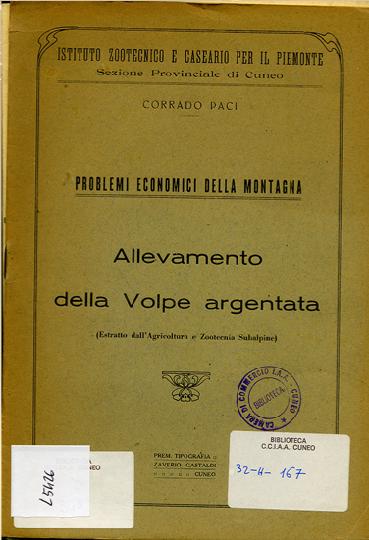 ISTITUTO ZOOTECNICO E CASEARIO PER IL PIEMONTE
Sezione Provinciale di Cuneo
CORRADO PACI
PROBLEMI ECONOMICI DELLA MONTAGNA
Allevamento
della Volpe argentata
(Estratto dall'Agricoltura e Zootecnia Subalpine)
CAMERA DI COMMERCIO I.A.A. - CUNEO
BIBLIOTECA
BIBLIOTECA
C.C.I.A.A. CUNEO
32-H- 167
PREM. TIPOGRAFIA
ZAVERIO GASTALDI
CUNEO
A CUNEO